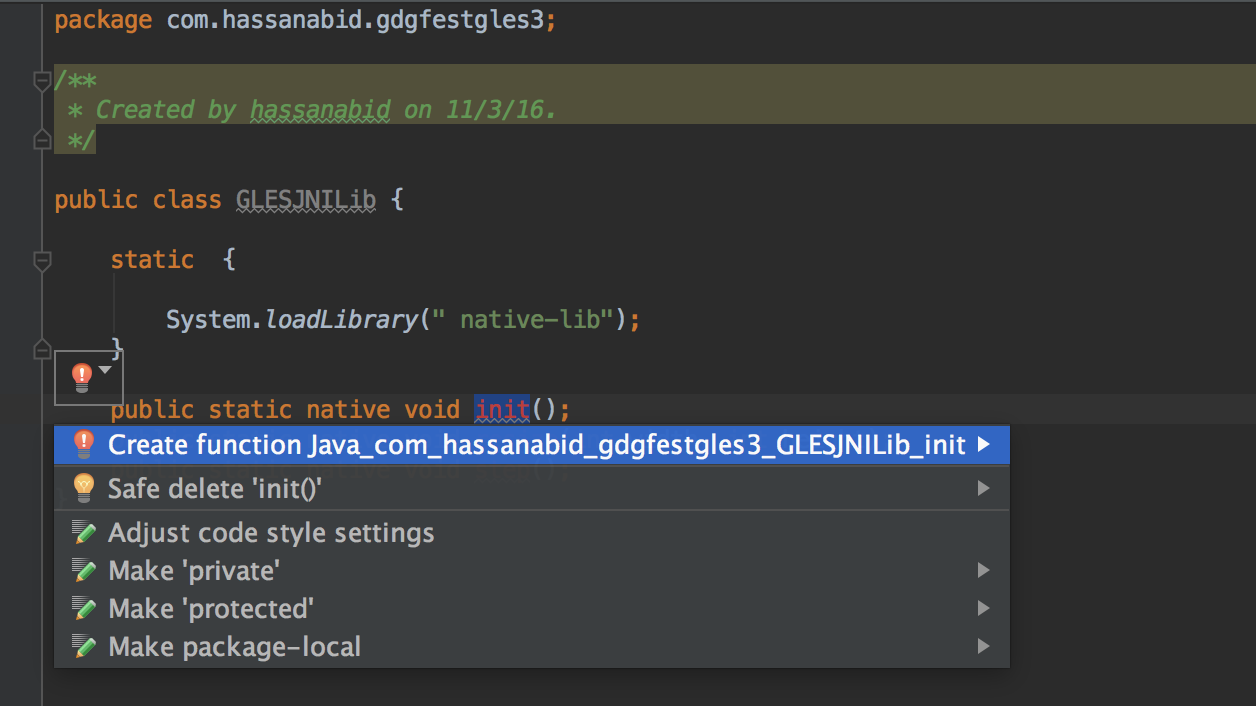 package com.hassanabid.gdgfestgles3;
/**
* Created by hassanabid on 11/3/16.
*/
public class GLESJNILib {
static {
System.loadLibrary(" native-lib");
}
public static native void init();
Create function Java_com_hassanabid_gdgfestgles3_GLESJNILib_init
Safe delete 'init()'
Adjust code style settings
Make 'private'
Make 'protected'
Make package-local